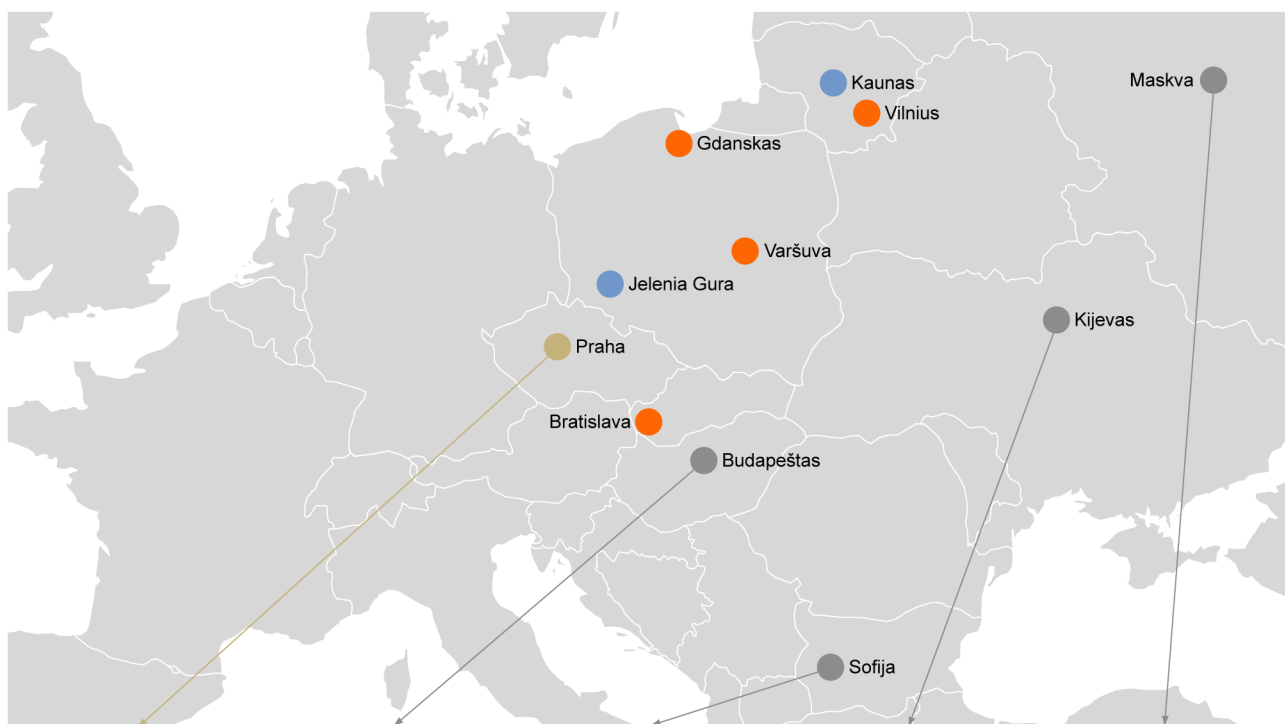 Maskva
Kaunas
Vilnius
Gdanskas
Varšuva
Jelenia Gura
Kijevas
Praha
Bratislava
Budapeštas
Sofija